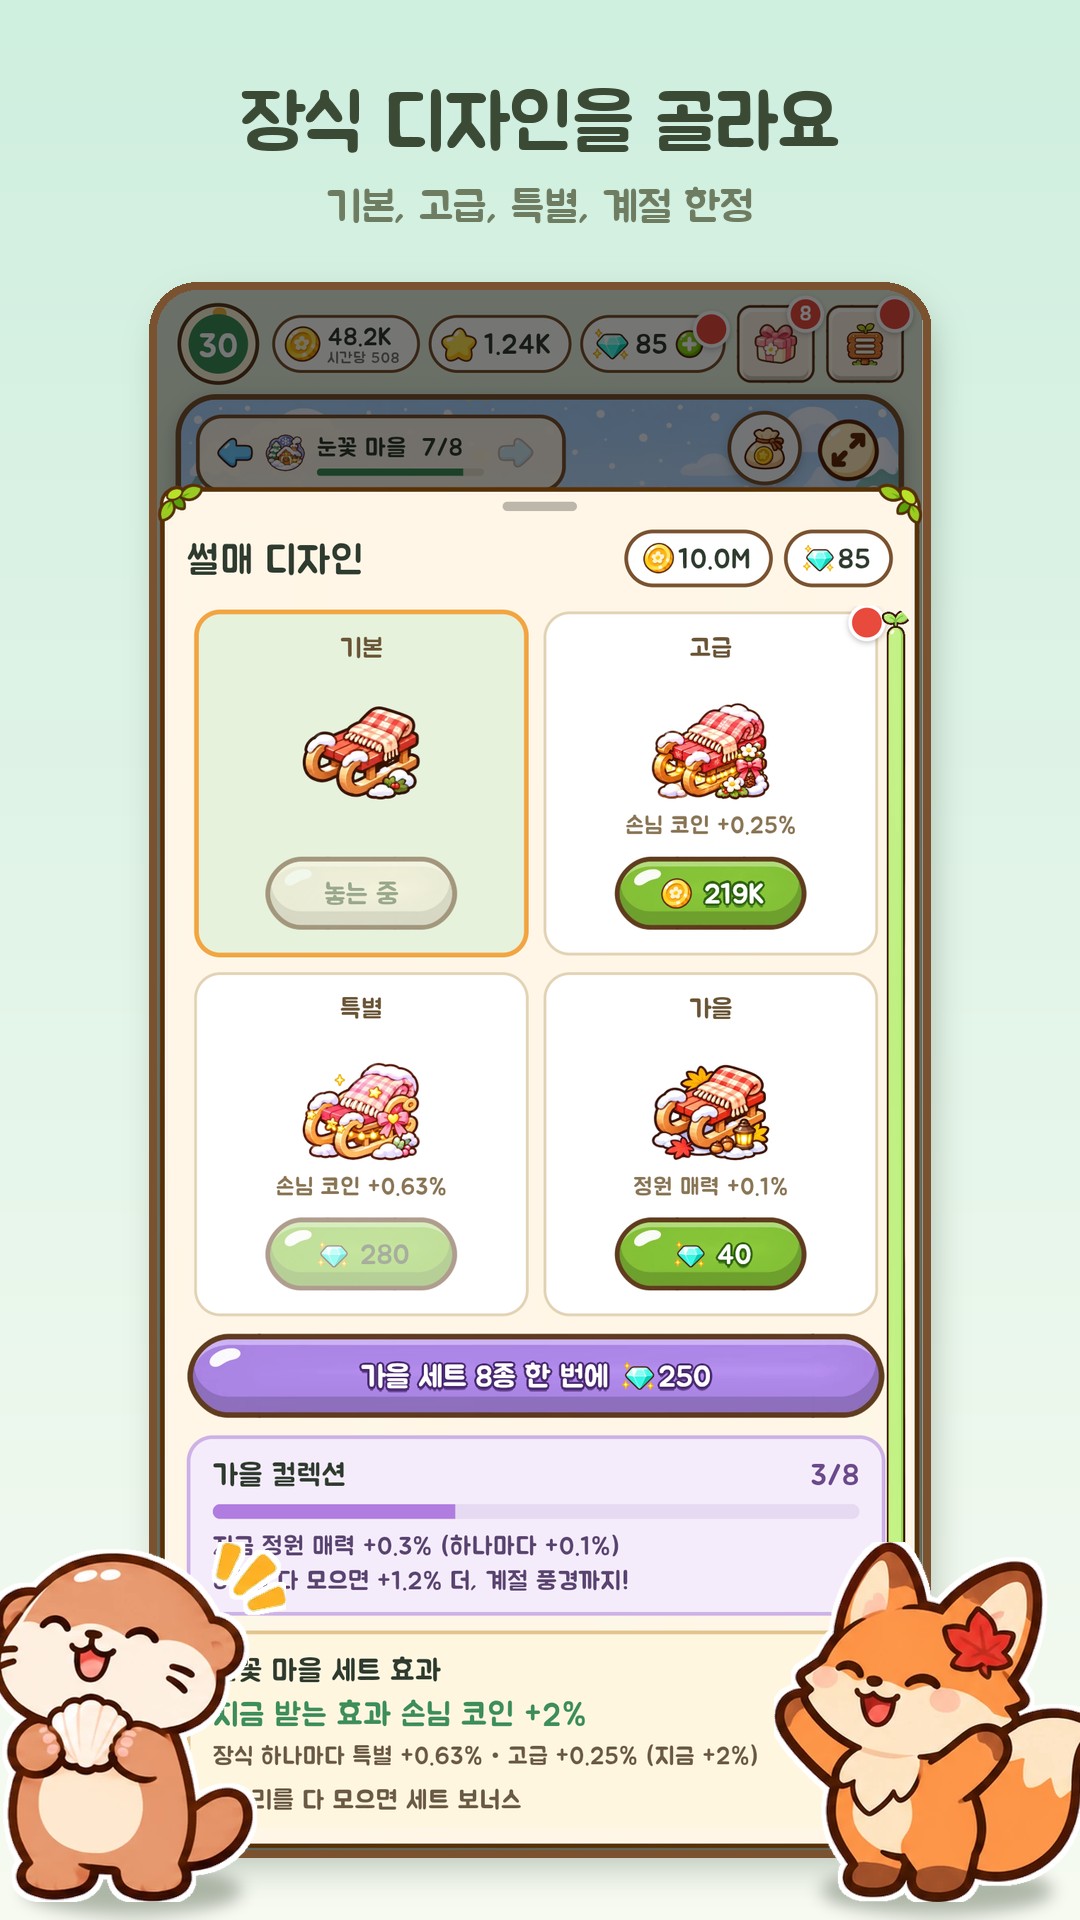 장식 디자인을 골라요
기본, 고급, 특별, 계절 한정
30
48.2K
시간당 508
1.24K
85
8
눈꽃 마을 7/8
썰매 디자인
10.0M
85
기본
고급
손님 코인 +0.25%
놓는 중
219K
특별
가을
손님 코인 +0.63%
정원 매력 +0.1%
280
40
가을 세트 8종 한 번에 250
가을 컬렉션
3/8
지금 정원 매력 +0.3% (하나마다 +0.1%)
다 모으면 +1.2% 더, 계절 풍경까지!
마을 세트 효과
지금 받는 효과 손님 코인 +2%
장식 하나마다 특별 +0.63% • 고급 +0.25% (지금 +2%)
다 모으면 세트 보너스